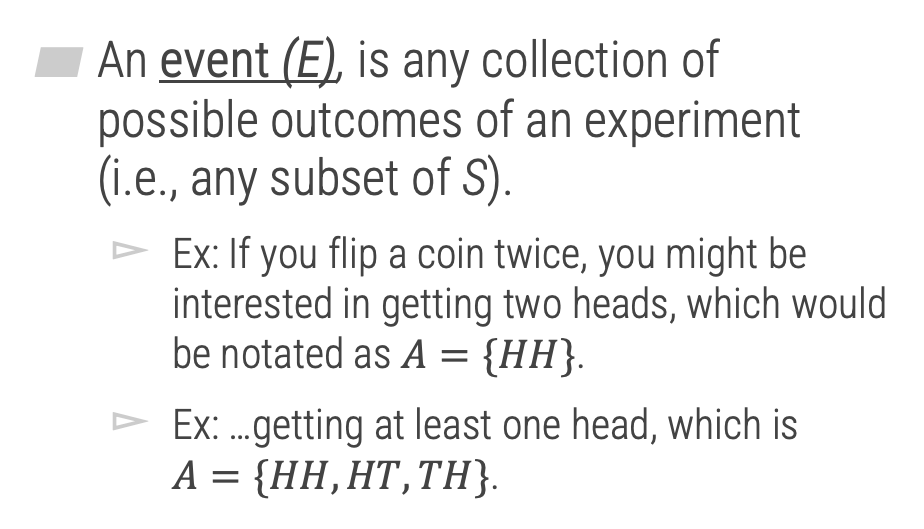 An event (E), is any collection of
possible outcomes of an experiment
(i.e., any subset of S).
Ex: If you flip a coin twice, you might be
interested in getting two heads, which would
be notated as A = {HH}.
Ex: …getting at least one head, which is
A = {HH, HT, TH}.